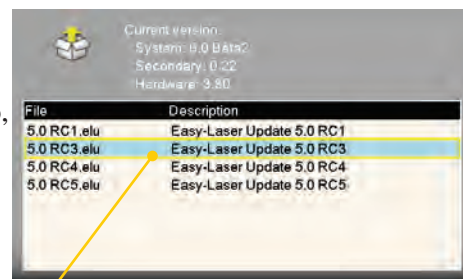 Current version:
System: 6.0 Beta2
Secondary: 0.22
Hardware: 3.80
File Description
5.0 RC1.elu Easy-Laser Update 5.0 RC1
5.0 RC3.elu Easy-Laser Update 5.0 RC3
5.0 RC4.elu Easy-Laser Update 5.0 RC4
5.0 RC5.elu Easy-Laser Update 5.0 RC5